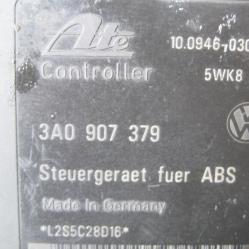 Ate
10.0946-030
Controller
5WK8
3A0 907 379
Steuergeraet fuer ABS
Made in Germany
*L2S5C28D16*